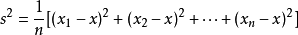 s² = 1/n[(x₁ − x)² + (x₂ − x)² + ⋯ + (xₙ − x)²]